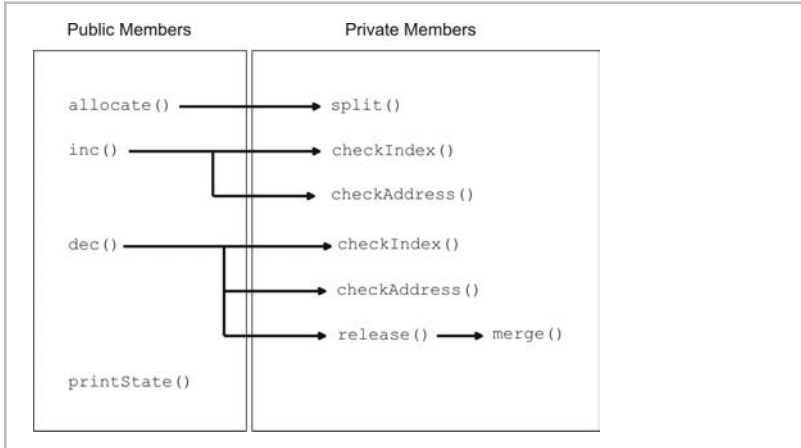 Public Members Private Members
allocate() split()
inc() checkIndex()
checkAddress()
dec() checkIndex()
checkAddress()
release() merge()
printState()